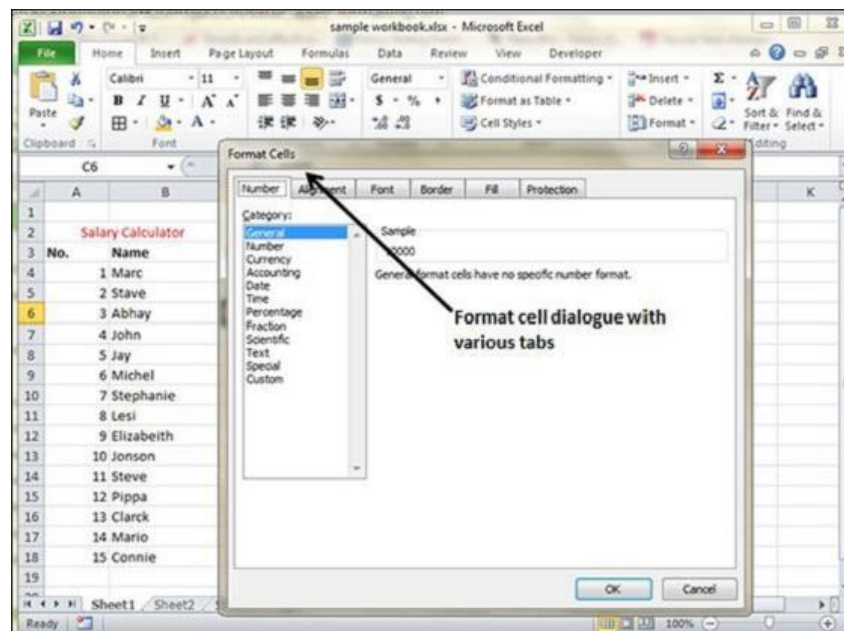 sample workbook.xlsx - Microsoft Excel
File Home Insert Page Layout Formulas Data Review View Developer
Calibri 11 General Conditional Formatting Insert Σ
Paste B I U A A $ % , Format as Table Delete Sort & Filter Find & Select
A Cell Styles Format
Clipboard Font Editing
C6
Format Cells
A B K
Number Alignment Font Border Fill Protection
Category:
General
Number
Currency
Accounting
Date
Time
Percentage
Fraction
Scientific
Text
Special
Custom
Sample
General format cells have no specific number format.
Format cell dialogue with
various tabs
1
2 Salary Calculator
3 No. Name
4 1 Marc
5 2 Stave
6 3 Abhay
7 4 John
8 5 Jay
9 6 Michel
10 7 Stephanie
11 8 Lesi
12 9 Elizabeith
13 10 Jonson
14 11 Steve
15 12 Pippa
16 13 Clarck
17 14 Mario
18 15 Connie
19
OK Cancel
Sheet1 Sheet2
Ready 100%